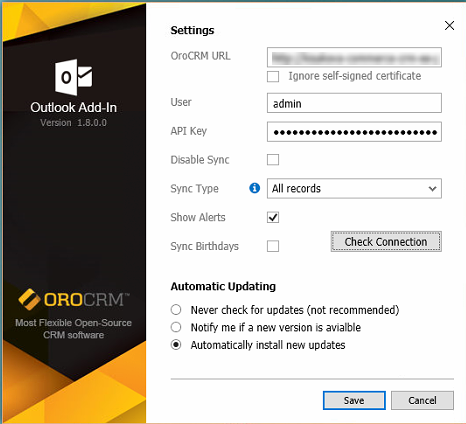 Outlook Add-In
Version 1.8.0.0
OROCRM™
Most Flexible Open-Source
CRM software
Settings
OroCRM URL
Ignore self-signed certificate
User admin
API Key
Disable Sync
Sync Type All records
Show Alerts
Sync Birthdays Check Connection
Automatic Updating
Never check for updates (not recommended)
Notify me if a new version is avialble
Automatically install new updates
Save Cancel